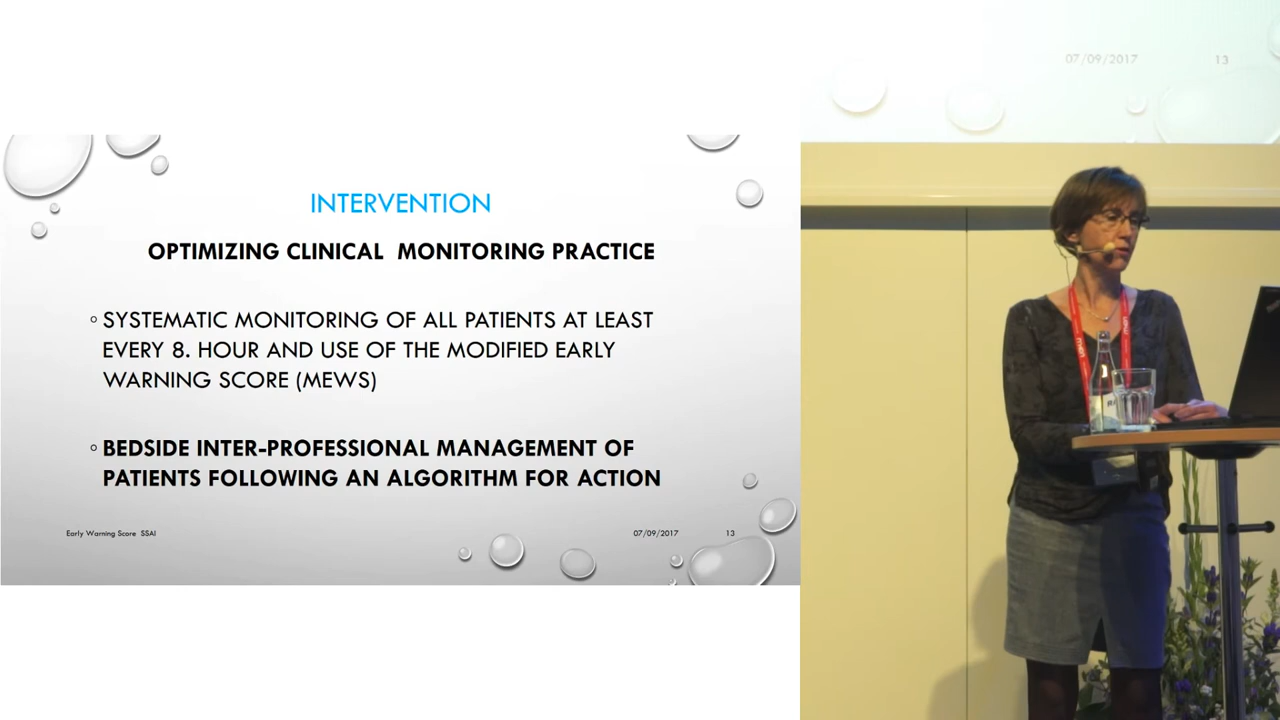 INTERVENTION
OPTIMIZING CLINICAL MONITORING PRACTICE
◦ SYSTEMATIC MONITORING OF ALL PATIENTS AT LEAST
EVERY 8. HOUR AND USE OF THE MODIFIED EARLY
WARNING SCORE (MEWS)
◦ BEDSIDE INTER-PROFESSIONAL MANAGEMENT OF
PATIENTS FOLLOWING AN ALGORITHM FOR ACTION
Early Warning Score SSAI
07/09/2017
13
07/09/2017
13